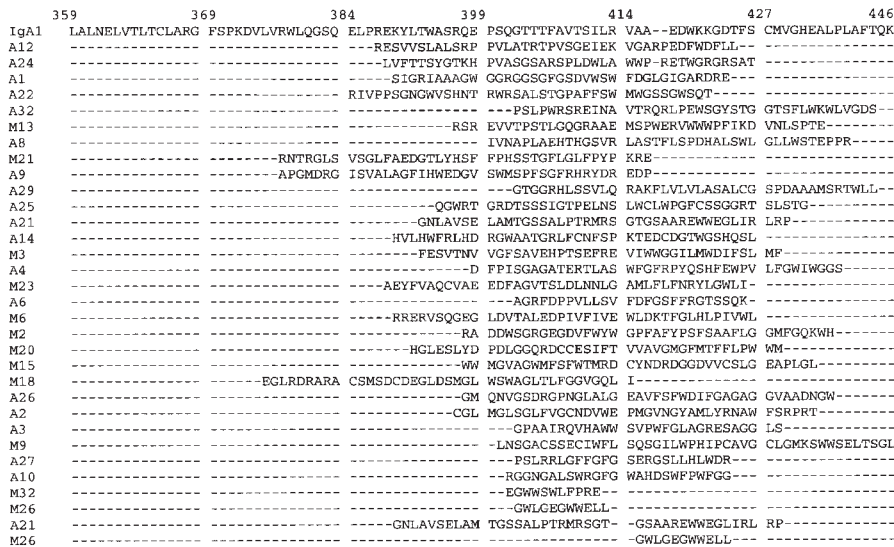 359 369 384 399 414 427 446
IgA1 LALNELVTLTCLARG FSPKDVLVRWLQGSQ ELPREKYLTWASRQE PSQGTTTFAVTSILR VAA--EDWKKGDTFS CMVGHEALPLAFTQK
A12 --------------- --------------- ---RESVVSLALSRP PVLATRTPVSGEIEK VGARPEDFWDFLL-- ---------------
A24 --------------- --------------- ----LVFTTSYGTKH PVASGSARSPLDWLA WWP-RETWGRGRSAT ---------------
A1 --------------- --------------- -----SIGRIAAAGW GGRGGSGFGSDVWSW FDGLGIGARDRE--- ---------------
A22 --------------- --------------- RIVPPSGNGWVSHNT RWRSALSTGPAFFSW MWGSSGWSQT----- ---------------
A32 --------------- --------------- --------------- ---PSLPWRSREINA VTRQRLPEWSGYSTG GTSFLWKWLVGDS--
M13 --------------- --------------- ------------RSR EVVTPSTLGQGRAAE MSPWERVWWWPFIKD VNLSPTE--------
A8 --------------- --------------- --------------- IVNAPLAEHTHGSVR LASTFLSPDHALSWL GLLWSTEPPR-----
M21 --------------- -------RNTRGLS VSGLFAEDGTLYHSF FPHSSTGFLGLFPYP KRE------------ ---------------
A9 --------------- -------APGMDRG ISVALAGFIHWEDGV SWMSPFSGFRHRYDR EDP------------ ---------------
A29 --------------- --------------- --------------- ---GTGGRHLSSVLQ RAKFLVLVLASALCG SPDAAAMSRTWLL--
A25 --------------- --------------- ----------QGWRT GRDTSSSIGTPELNS LWCLWPGFCSSGGRT SLSTG----------
A21 --------------- --------------- --------GNLAVSE ELAMTGSSALPTRMRS GTGSAAREWWEGLIR LRP------------
A14 --------------- --------------- -----HVLHWFRLHD RGWAATGRLFCNFSP KTEDCDGTWGSHQSL ---------------
M3 --------------- --------------- --------FESVTNV VGFSAVEHPTSEFRE VIWWGGILMWDIFSL MF-------------
A4 --------------- --------------- --------------D FPISGAGATERTLAS WFGFRPYQSHFEWPV LFGWIWGGS------
M23 --------------- --------------- ----AEYFVAQCVAE EDFAGVTSLDLNNLG AMLFLFNRYLGWLI- ---------------
A6 --------------- --------------- --------------- ---AGRFDPPVLLSV FDFGSFFRGTSSQK- ---------------
M6 --------------- --------------- -----RRERVSQGEG LDVTALEDPIVFIVE WLDKTFGLHLPIVWL ---------------
M2 --------------- --------------- -------------RA DDWSGRGEGDVFWYW GPFAFYPSFSAAFLG GMFGQKWH-------
M20 --------------- --------------- -------HGLESLYD PDLGGQRDCCESIFT VVAVGMGFMTFFLPW WM-------------
M15 --------------- --------------- -------------WW MGVAGWMFSFWTMRD CYNDRDGGDVVCSLG EAPLGL---------
M18 --------------- -----EGLRDRARA CSMSDCDEGLDSMGL WSWAGLTLFGGVGQL I-------------- ---------------
A26 --------------- --------------- -------------GM QNVGSDRGPNGLALG EAVFSFWDIFGAGAG GVAADNGW-------
A2 --------------- --------------- ------------CGL MGLSGLFVGCNDVWE PMGVNGYAMLYRNAW FSRPRT---------
A3 --------------- --------------- --------------- ---GPAAIRQVHAWW SVPWFGLAGRESAGG LS-------------
M9 --------------- --------------- --------------- --LNSGACSSECIWFL SQSGILWPHIPCAVG CLGMKSWWSELTSGL
A27 --------------- --------------- --------------- ---PSLRRLGFFGFG SERGSLLHLWDR--- ---------------
A10 --------------- --------------- --------------- --RGGNGALSWRGFG WAHDSWFPWFGG--- ---------------
M32 --------------- --------------- --------------- --EGWWSWLFPRE-- --------------- ---------------
M26 --------------- --------------- --------------- ---GWLGEGWWELL- --------------- ---------------
A21 --------------- --------------- -----GNLAVSELAM TGSSALPTRMRSGT- --GSAAREWWEGLIRL RP-------------
M26 --------------- --------------- --------------- --------------- --GWLGEGWWELL-- ---------------